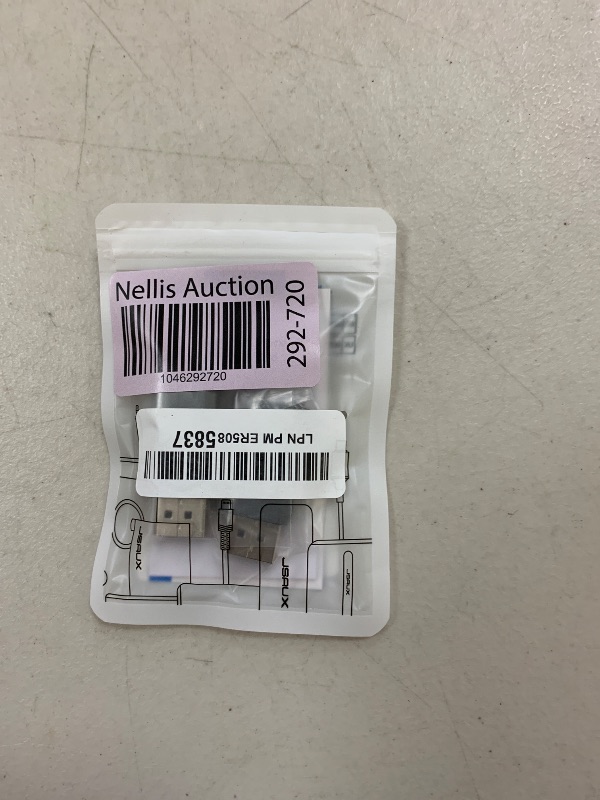 Nellis Auction
292-720
1046292720
LPN PM ER5085837
JSAUX
JSAUX
JSAUX